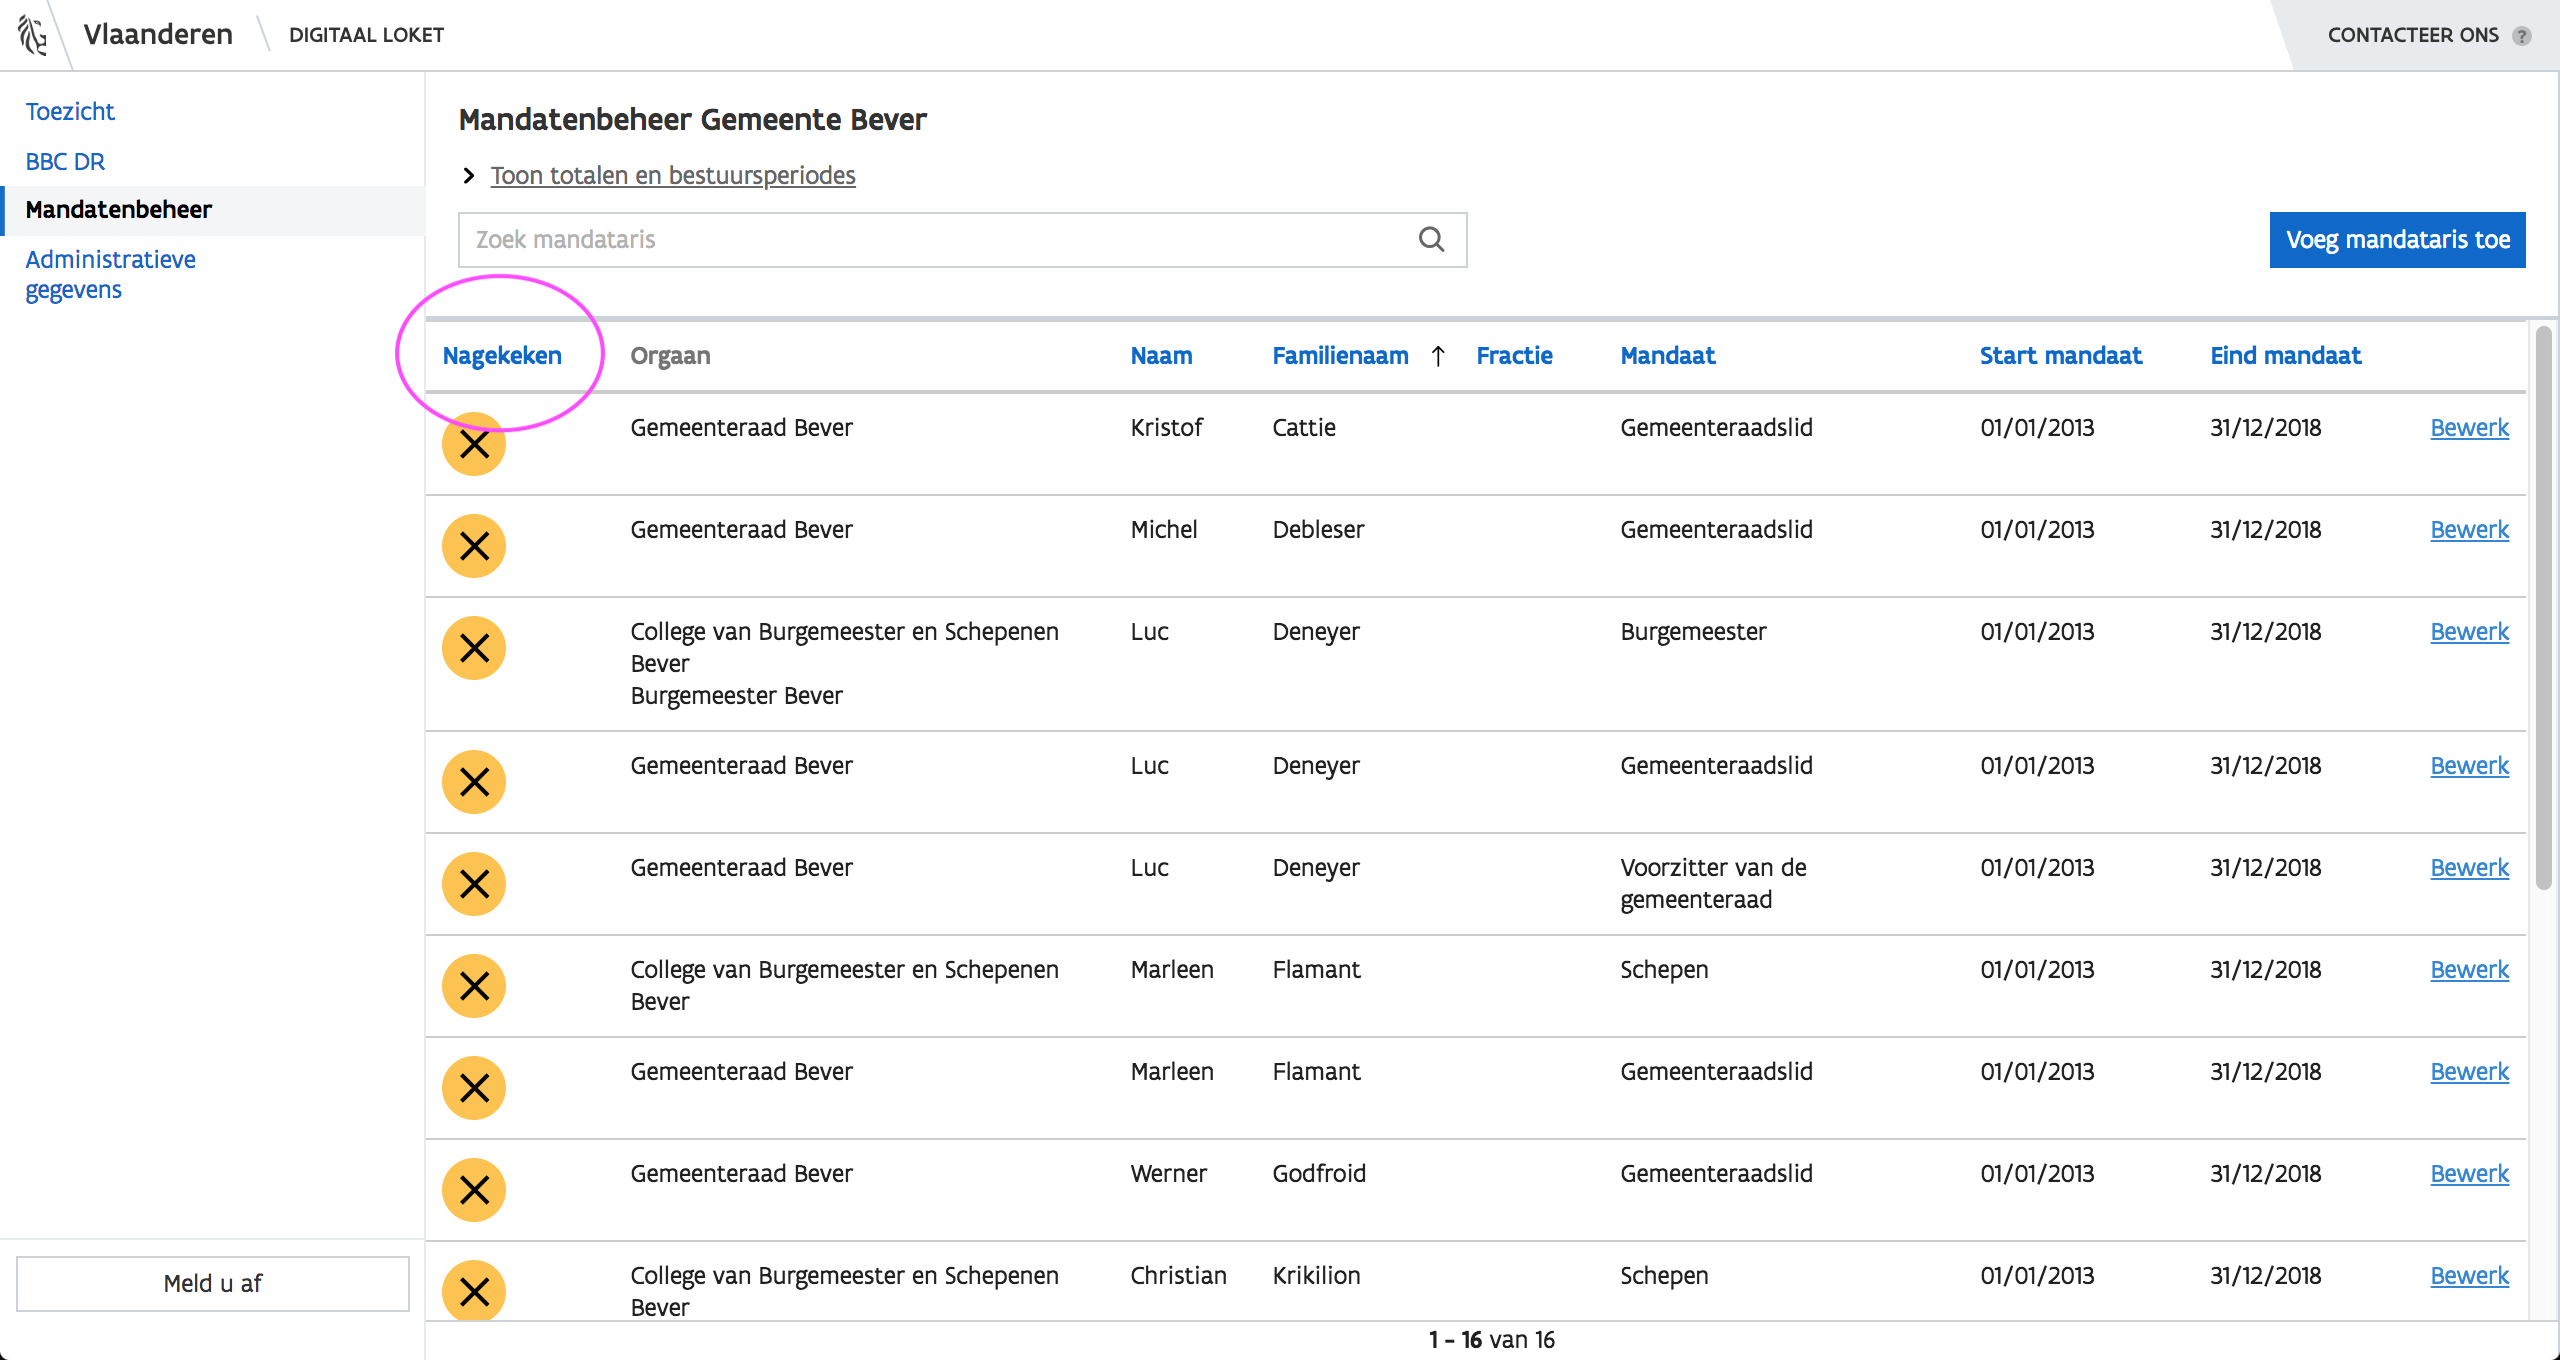 Vlaanderen DIGITAAL LOKET CONTACTEER ONS ?
Toezicht
BBC DR
Mandatenbeheer
Administratieve
gegevens
Meld u af
Mandatenbeheer Gemeente Bever
Toon totalen en bestuursperiodes
Zoek mandataris
Voeg mandataris toe
Nagekeken Orgaan Naam Familienaam ↑ Fractie Mandaat Start mandaat Eind mandaat
Gemeenteraad Bever Kristof Cattie Gemeenteraadslid 01/01/2013 31/12/2018 Bewerk
Gemeenteraad Bever Michel Debleser Gemeenteraadslid 01/01/2013 31/12/2018 Bewerk
College van Burgemeester en Schepenen Luc Deneyer Burgemeester 01/01/2013 31/12/2018 Bewerk
Bever
Burgemeester Bever
Gemeenteraad Bever Luc Deneyer Gemeenteraadslid 01/01/2013 31/12/2018 Bewerk
Gemeenteraad Bever Luc Deneyer Voorzitter van de 01/01/2013 31/12/2018 Bewerk
gemeenteraad
College van Burgemeester en Schepenen Marleen Flamant Schepen 01/01/2013 31/12/2018 Bewerk
Bever
Gemeenteraad Bever Marleen Flamant Gemeenteraadslid 01/01/2013 31/12/2018 Bewerk
Gemeenteraad Bever Werner Godfroid Gemeenteraadslid 01/01/2013 31/12/2018 Bewerk
College van Burgemeester en Schepenen Christian Krikilion Schepen 01/01/2013 31/12/2018 Bewerk
Bever
1 - 16 van 16